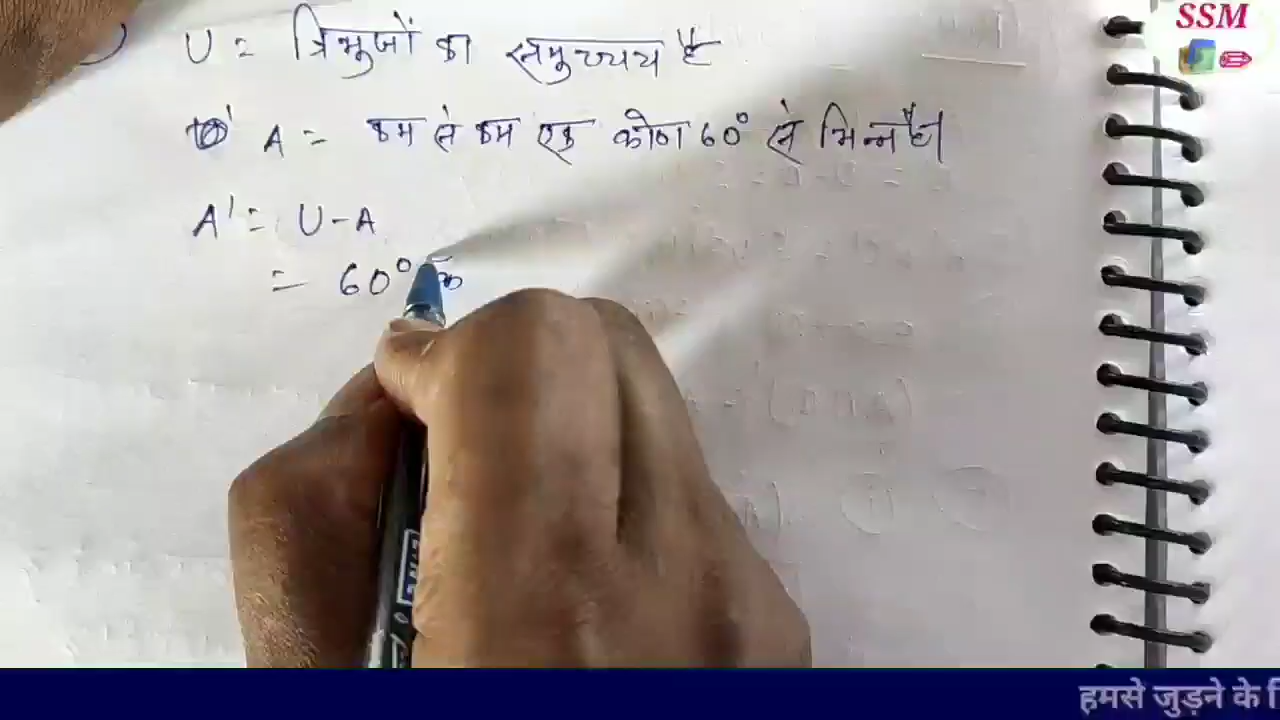 SSM
U = त्रिभुजों का समुच्चय है
A = कम से कम एक कोण 60° से भिन्न है।
A' = U - A
= 60° के
हमसे जुड़ने के